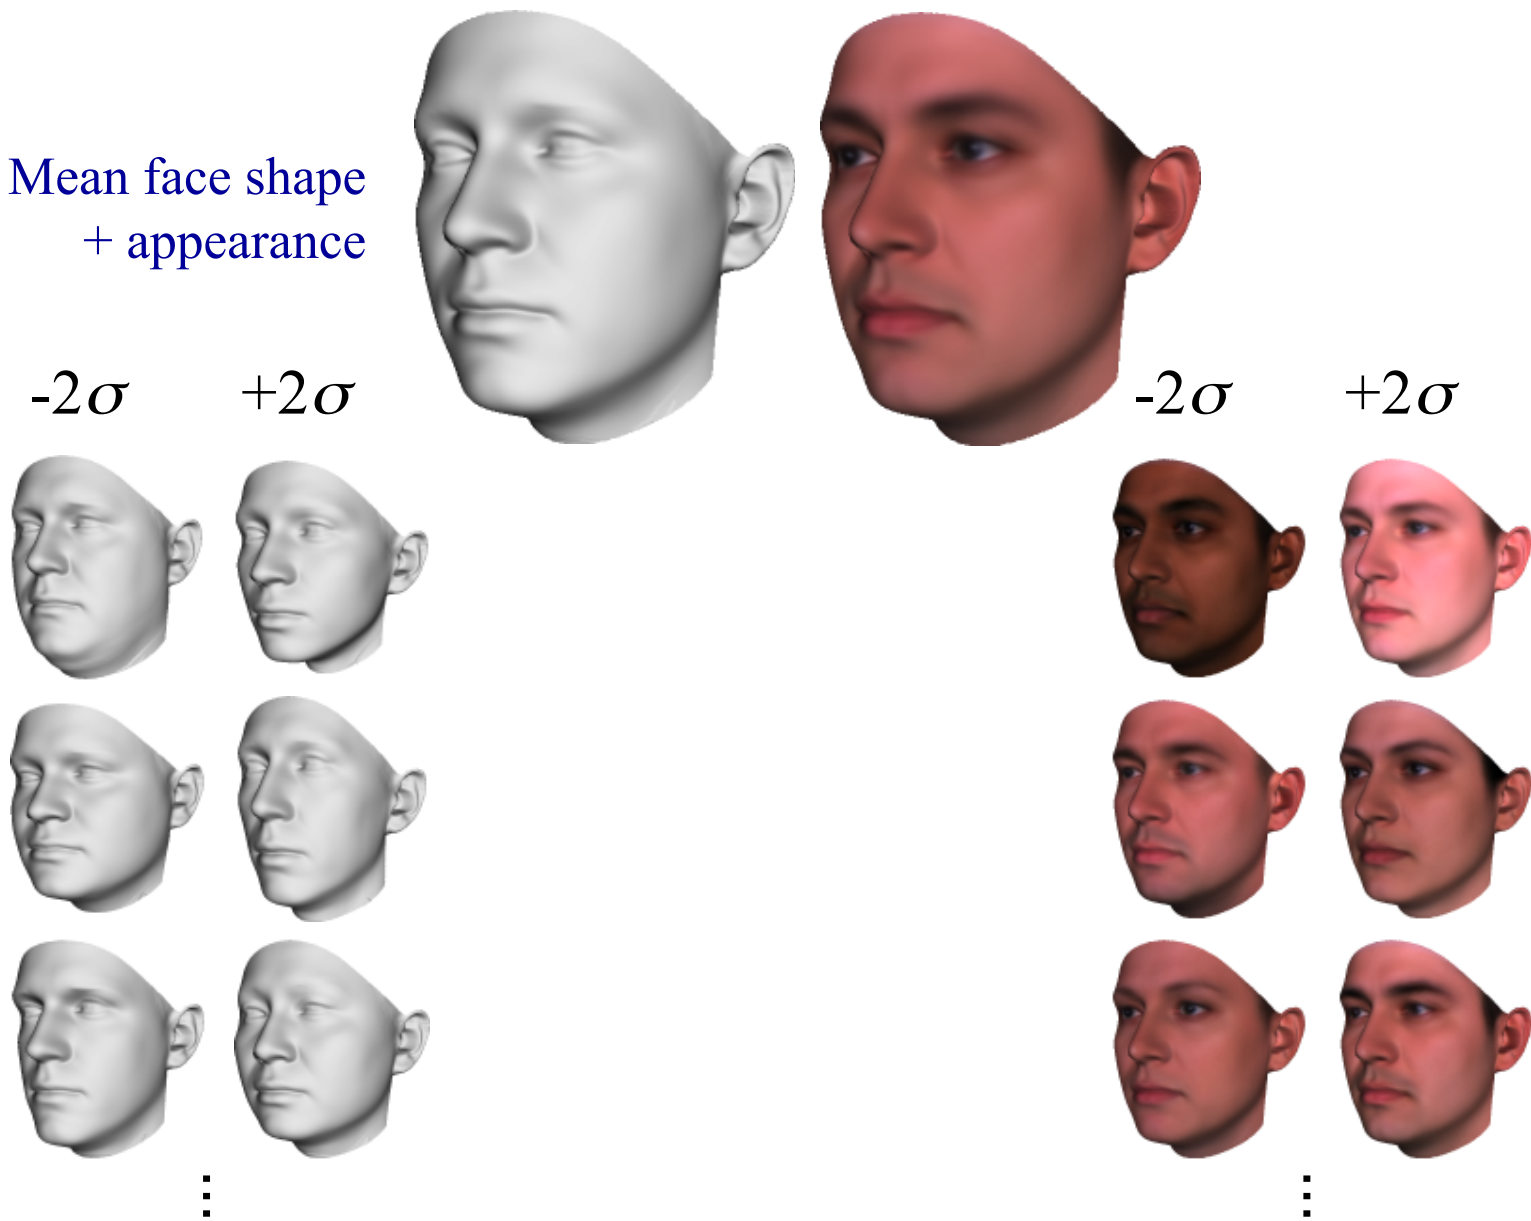 Mean face shape
+ appearance
-2σ +2σ -2σ +2σ
⋮ ⋮